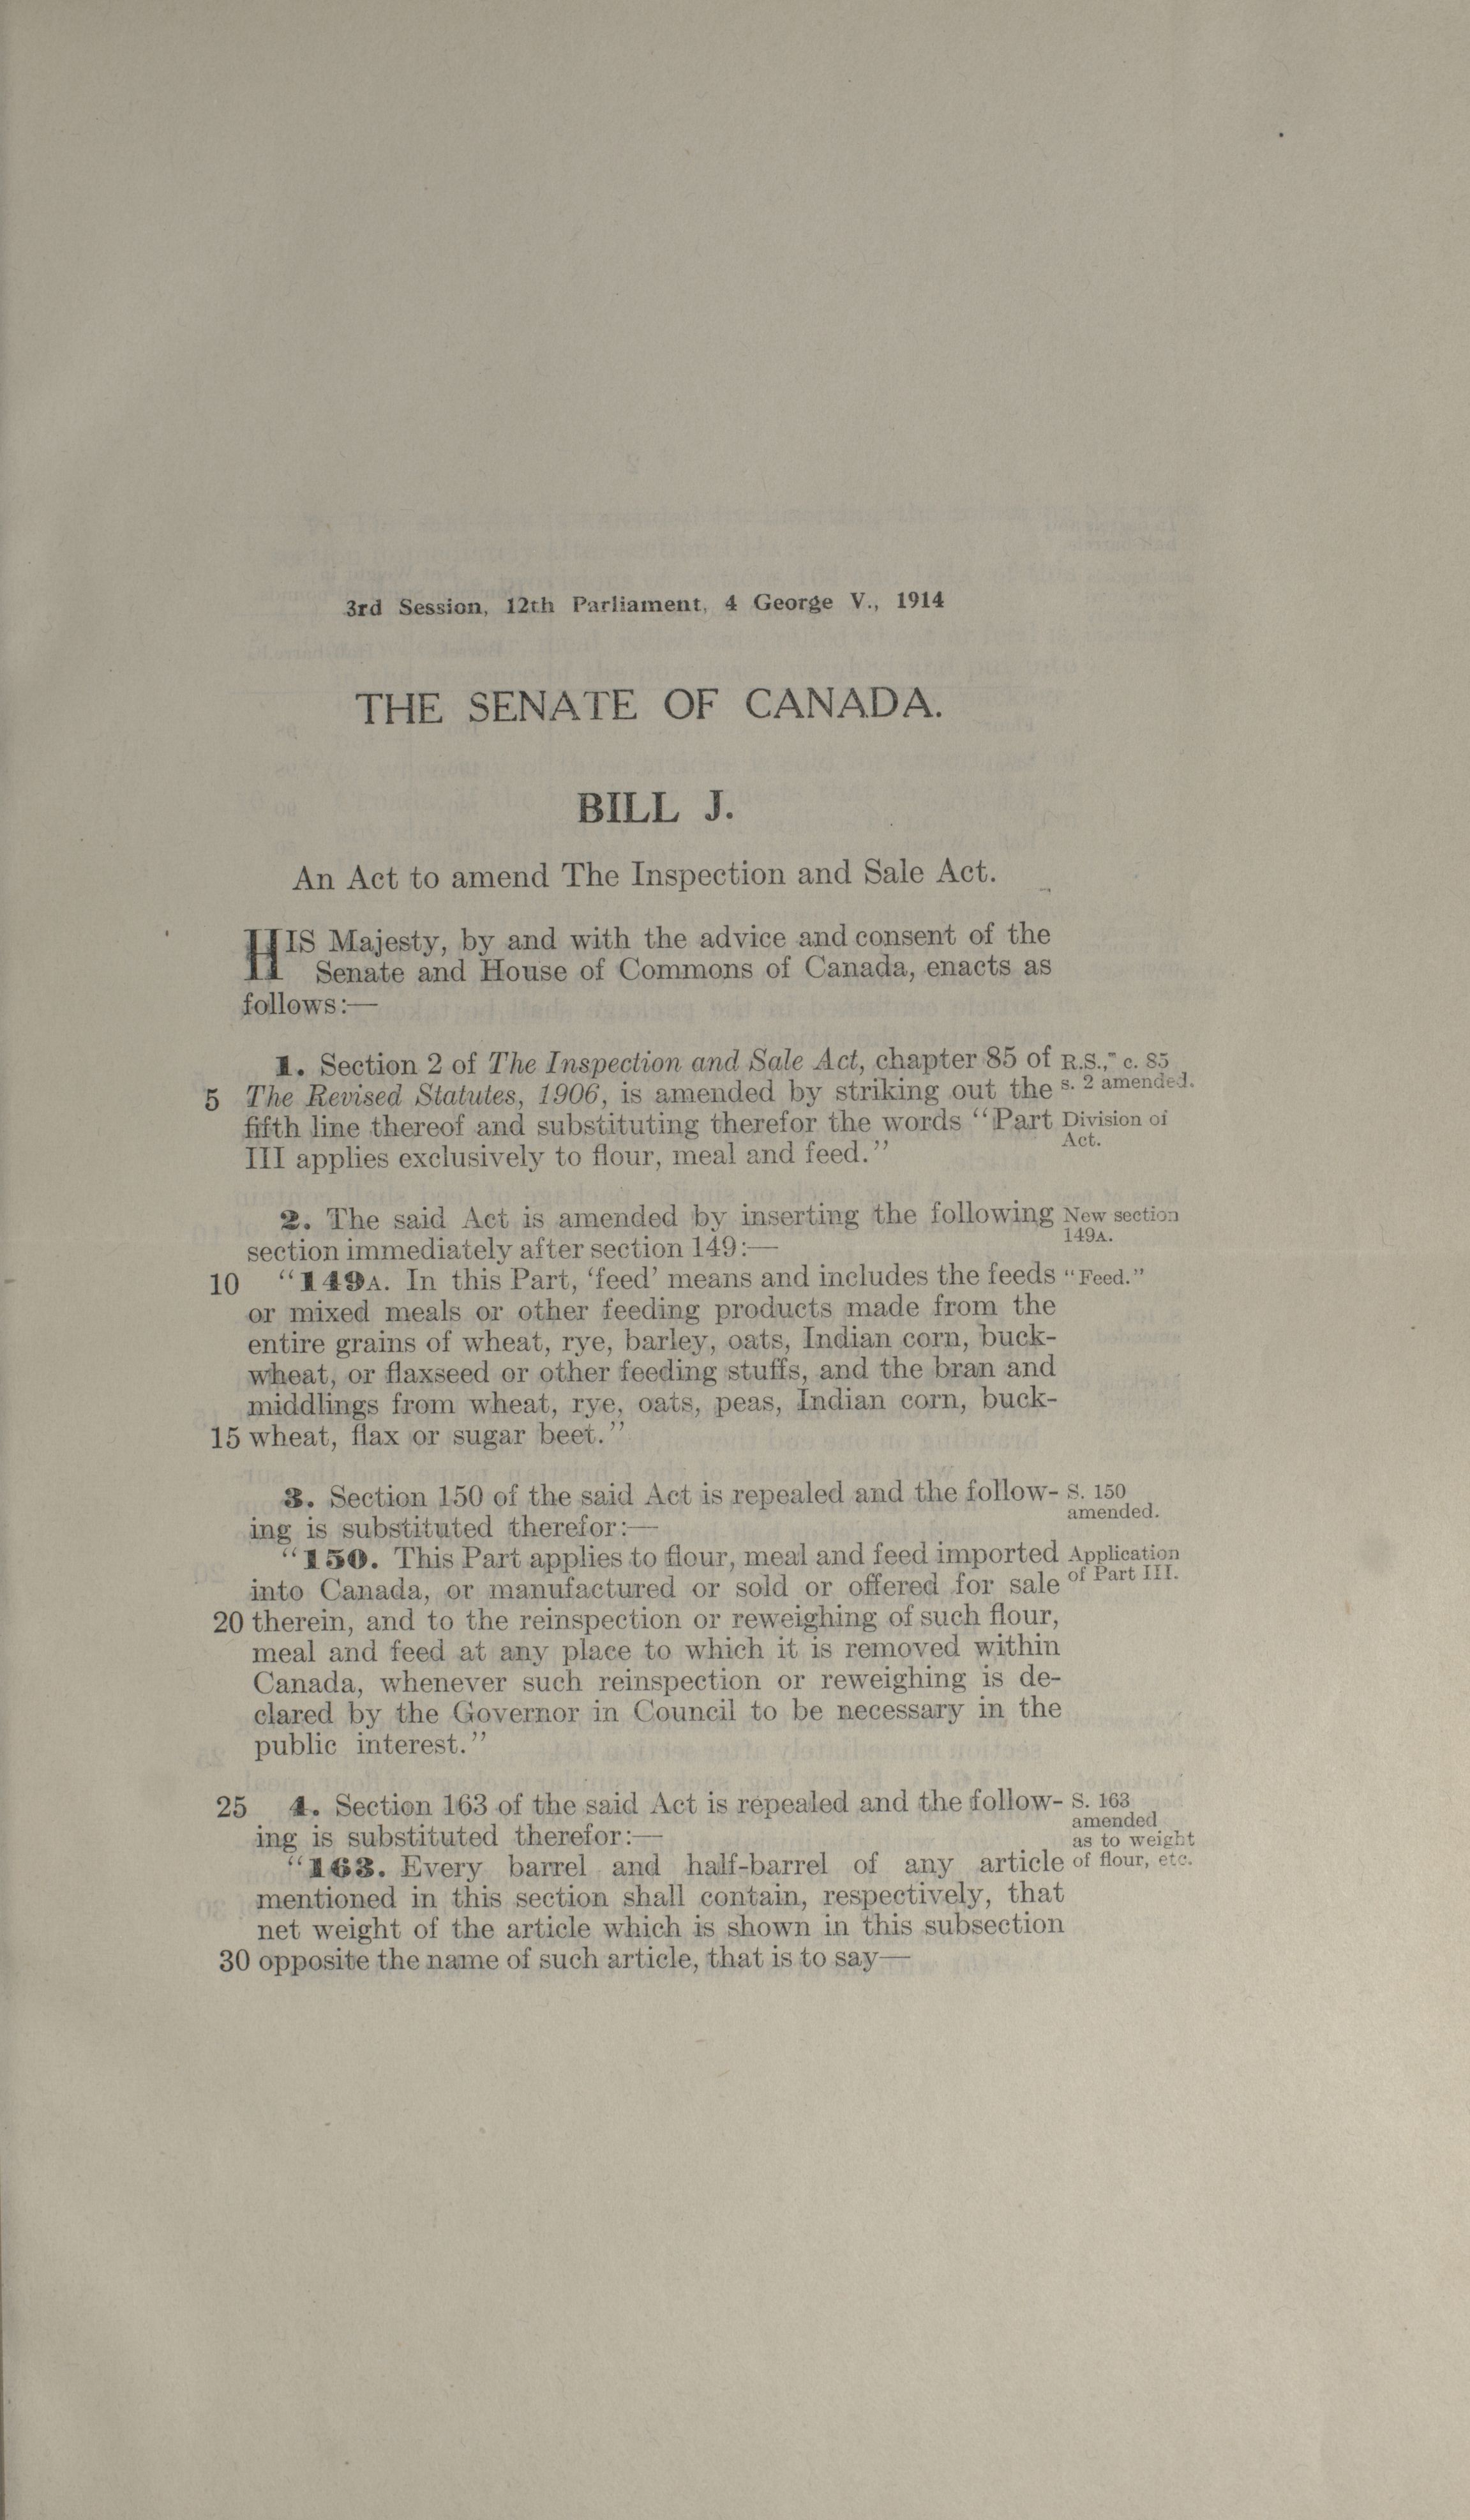 3rd Session, 12th Parliament, 4 George V., 1914
THE SENATE OF CANADA.
BILL J.
An Act to amend The Inspection and Sale Act.
HIS Majesty, by and with the advice and consent of the
Senate and House of Commons of Canada, enacts as
follows:—
1. Section 2 of The Inspection and Sale Act, chapter 85 of R.S., c. 85
5 The Revised Statutes, 1906, is amended by striking out the s. 2 amended.
fifth line thereof and substituting therefor the words “Part Division of
III applies exclusively to flour, meal and feed.” Act.
2. The said Act is amended by inserting the following New section
section immediately after section 149:— 149A.
10 “149A. In this Part, ‘feed’ means and includes the feeds “Feed.”
or mixed meals or other feeding products made from the
entire grains of wheat, rye, barley, oats, Indian corn, buck-
wheat, or flaxseed or other feeding stuffs, and the bran and
middlings from wheat, rye, oats, peas, Indian corn, buck-
15 wheat, flax or sugar beet.”
3. Section 150 of the said Act is repealed and the follow- S. 150
ing is substituted therefor:— amended.
“150. This Part applies to flour, meal and feed imported Application
into Canada, or manufactured or sold or offered for sale of Part III.
20 therein, and to the reinspection or reweighing of such flour,
meal and feed at any place to which it is removed within
Canada, whenever such reinspection or reweighing is de-
clared by the Governor in Council to be necessary in the
public interest.”
25 4. Section 163 of the said Act is repealed and the follow- S. 163
amended
ing is substituted therefor:— as to weight
“163. Every barrel and half-barrel of any article of flour, etc.
mentioned in this section shall contain, respectively, that
net weight of the article which is shown in this subsection
30 opposite the name of such article, that is to say—